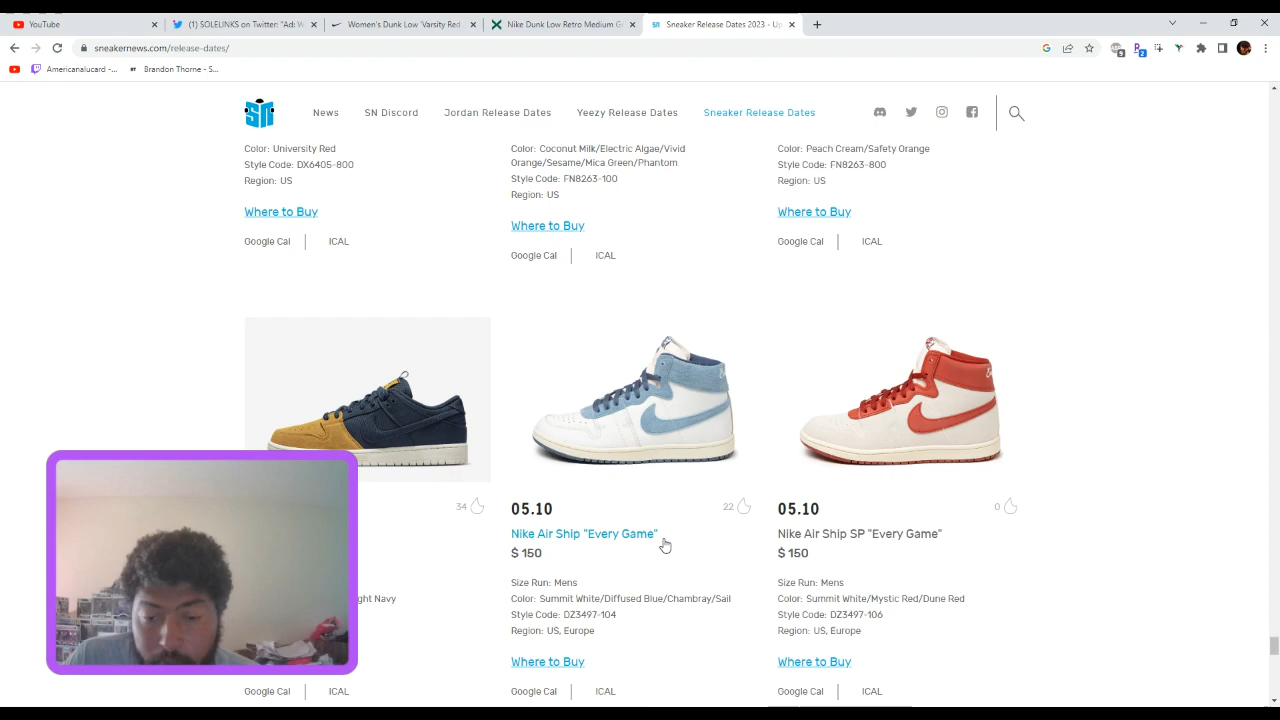 YouTube
(1) SOLELINKS on Twitter: "Ad: W
Women's Dunk Low 'Varsity Red
Nike Dunk Low Retro Medium G
Sneaker Release Dates 2023 - Up
sneakernews.com/release-dates/
Americanalucard -...
Brandon Thorne - S...
SN
News
SN Discord
Jordan Release Dates
Yeezy Release Dates
Sneaker Release Dates
Color: University Red
Style Code: DX6405-800
Region: US
Where to Buy
Google Cal
ICAL
Color: Coconut Milk/Electric Algae/Vivid
Orange/Sesame/Mica Green/Phantom
Style Code: FN8263-100
Region: US
Where to Buy
Google Cal
ICAL
Color: Peach Cream/Safety Orange
Style Code: FN8263-800
Region: US
Where to Buy
Google Cal
ICAL
34
ght Navy
Google Cal
ICAL
05.10
22
Nike Air Ship "Every Game"
$ 150
Size Run: Mens
Color: Summit White/Diffused Blue/Chambray/Sail
Style Code: DZ3497-104
Region: US, Europe
Where to Buy
Google Cal
ICAL
05.10
0
Nike Air Ship SP "Every Game"
$ 150
Size Run: Mens
Color: Summit White/Mystic Red/Dune Red
Style Code: DZ3497-106
Region: US, Europe
Where to Buy
Google Cal
ICAL